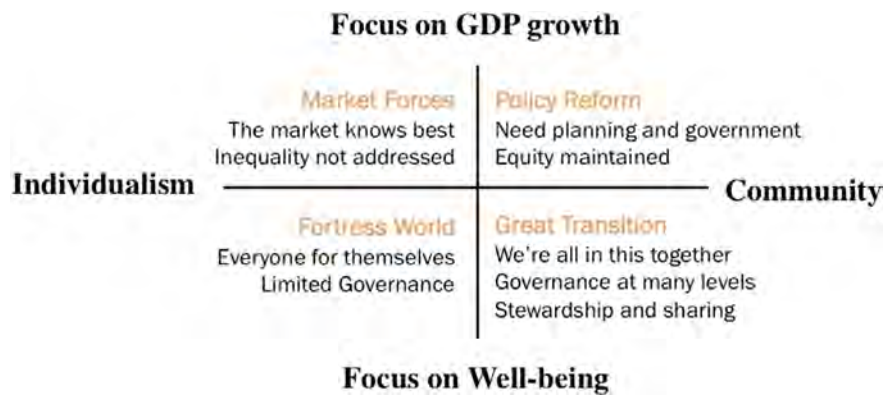 Focus on GDP growth
Market Forces
The market knows best
Inequality not addressed
Policy Reform
Need planning and government
Equity maintained
Individualism
Community
Fortress World
Everyone for themselves
Limited Governance
Great Transition
We're all in this together
Governance at many levels
Stewardship and sharing
Focus on Well-being